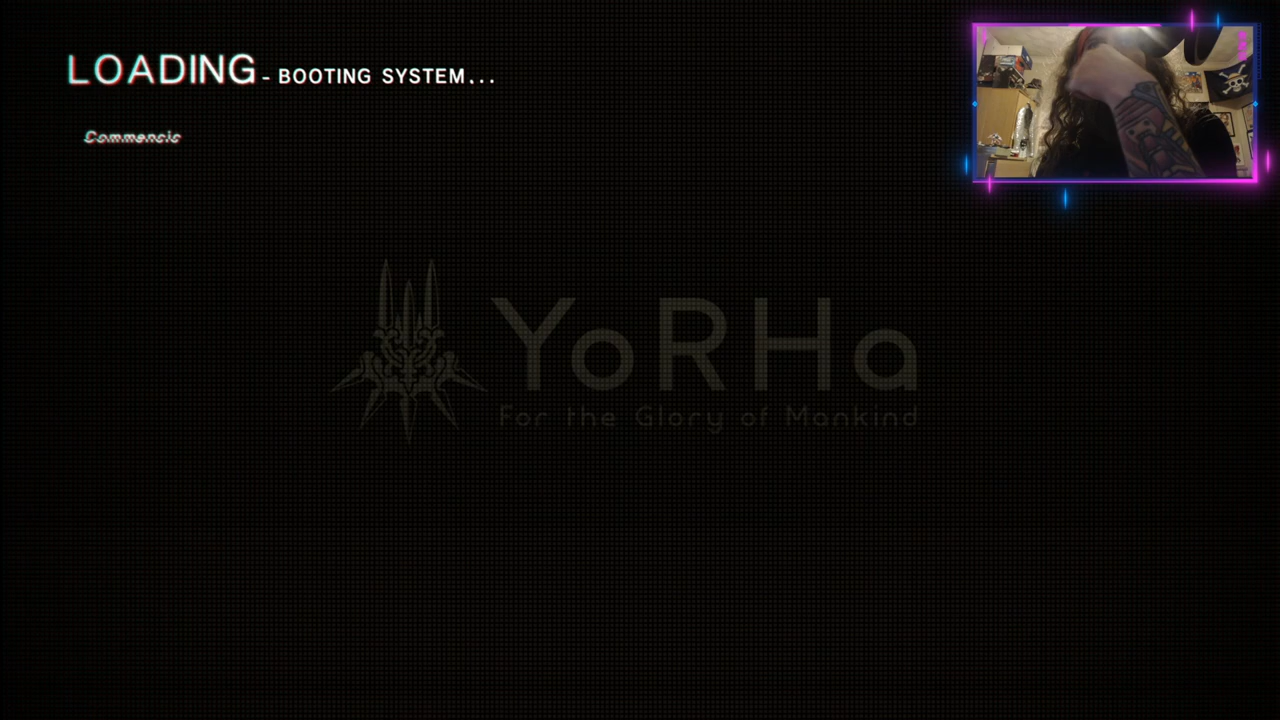 LOADING - BOOTING SYSTEM...
Commencic
YoRHa
For the Glory of Mankind